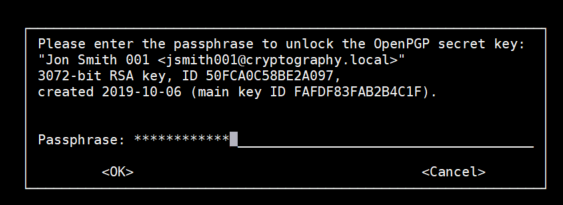 Please enter the passphrase to unlock the OpenPGP secret key:
"Jon Smith 001 <jsmith001@cryptography.local>"
3072-bit RSA key, ID 50FCA0C58BE2A097,
created 2019-10-06 (main key ID FAFDF83FAB2B4C1F).
Passphrase: ************
<OK> <Cancel>